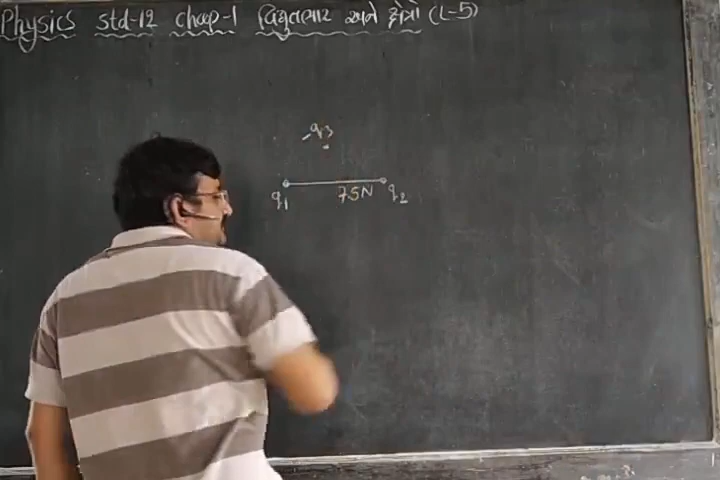 Physics std-12 chap-1 વિદ્યુતભાર અને ક્ષેત્રો (L-5)
q3
75N
q1 q2